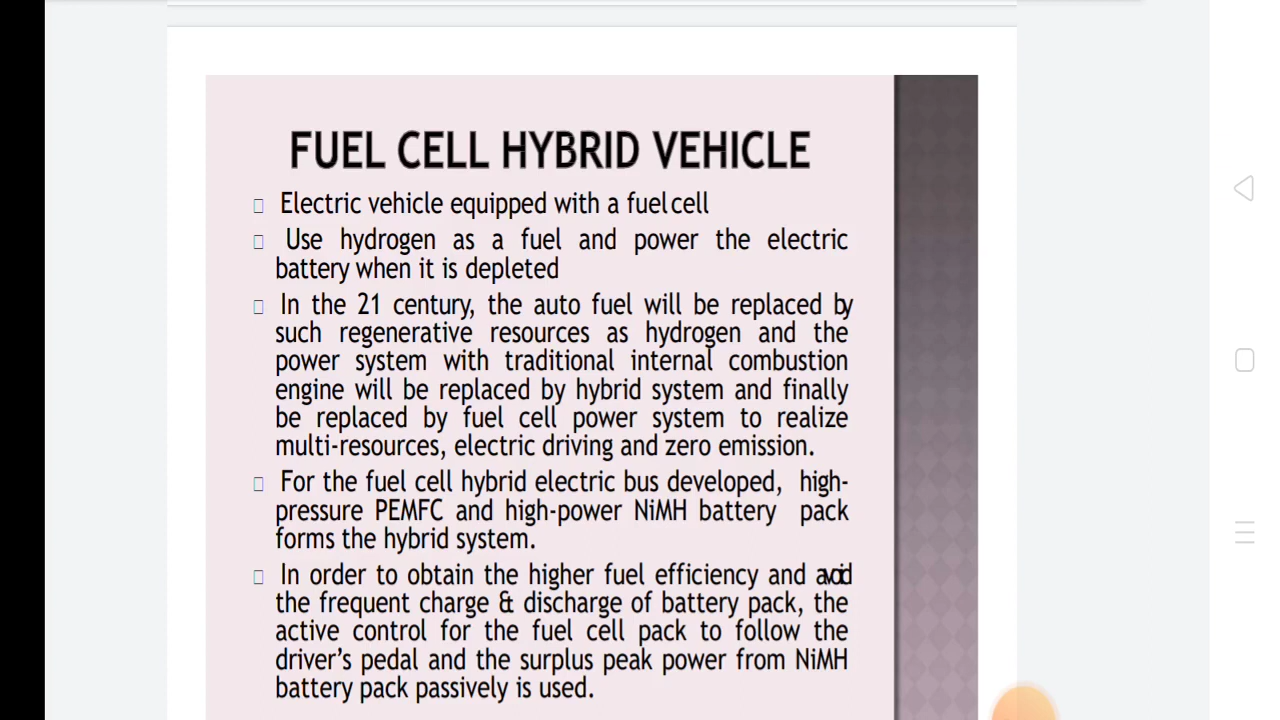 FUEL CELL HYBRID VEHICLE
Electric vehicle equipped with a fuel cell
Use hydrogen as a fuel and power the electric
battery when it is depleted
In the 21 century, the auto fuel will be replaced by
such regenerative resources as hydrogen and the
power system with traditional internal combustion
engine will be replaced by hybrid system and finally
be replaced by fuel cell power system to realize
multi-resources, electric driving and zero emission.
For the fuel cell hybrid electric bus developed, high-
pressure PEMFC and high-power NiMH battery pack
forms the hybrid system.
In order to obtain the higher fuel efficiency and avoid
the frequent charge & discharge of battery pack, the
active control for the fuel cell pack to follow the
driver's pedal and the surplus peak power from NiMH
battery pack passively is used.